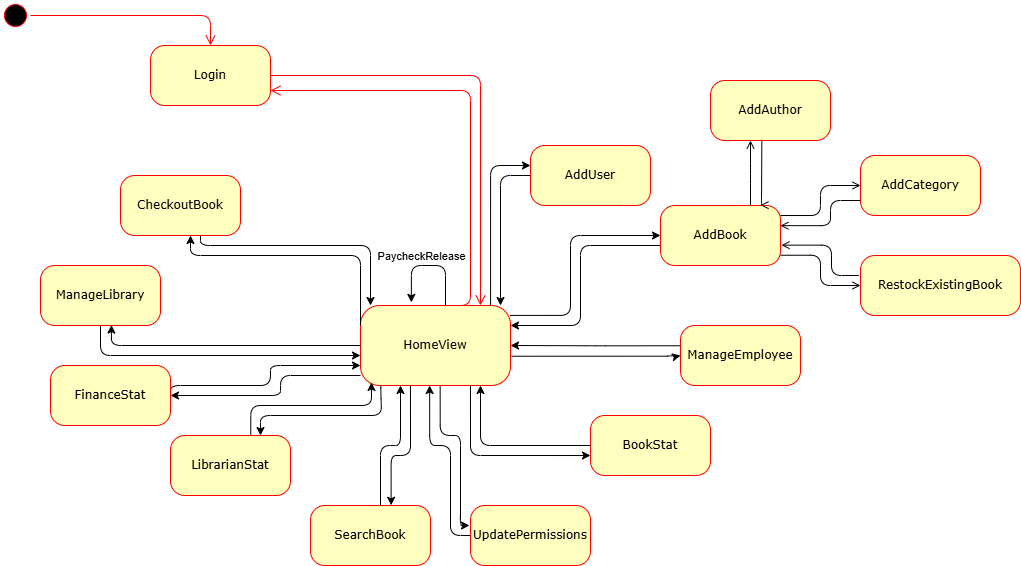 Login
AddAuthor
AddUser
AddCategory
CheckoutBook
AddBook
PaycheckRelease
RestockExistingBook
ManageLibrary
HomeView
ManageEmployee
FinanceStat
BookStat
LibrarianStat
SearchBook
UpdatePermissions